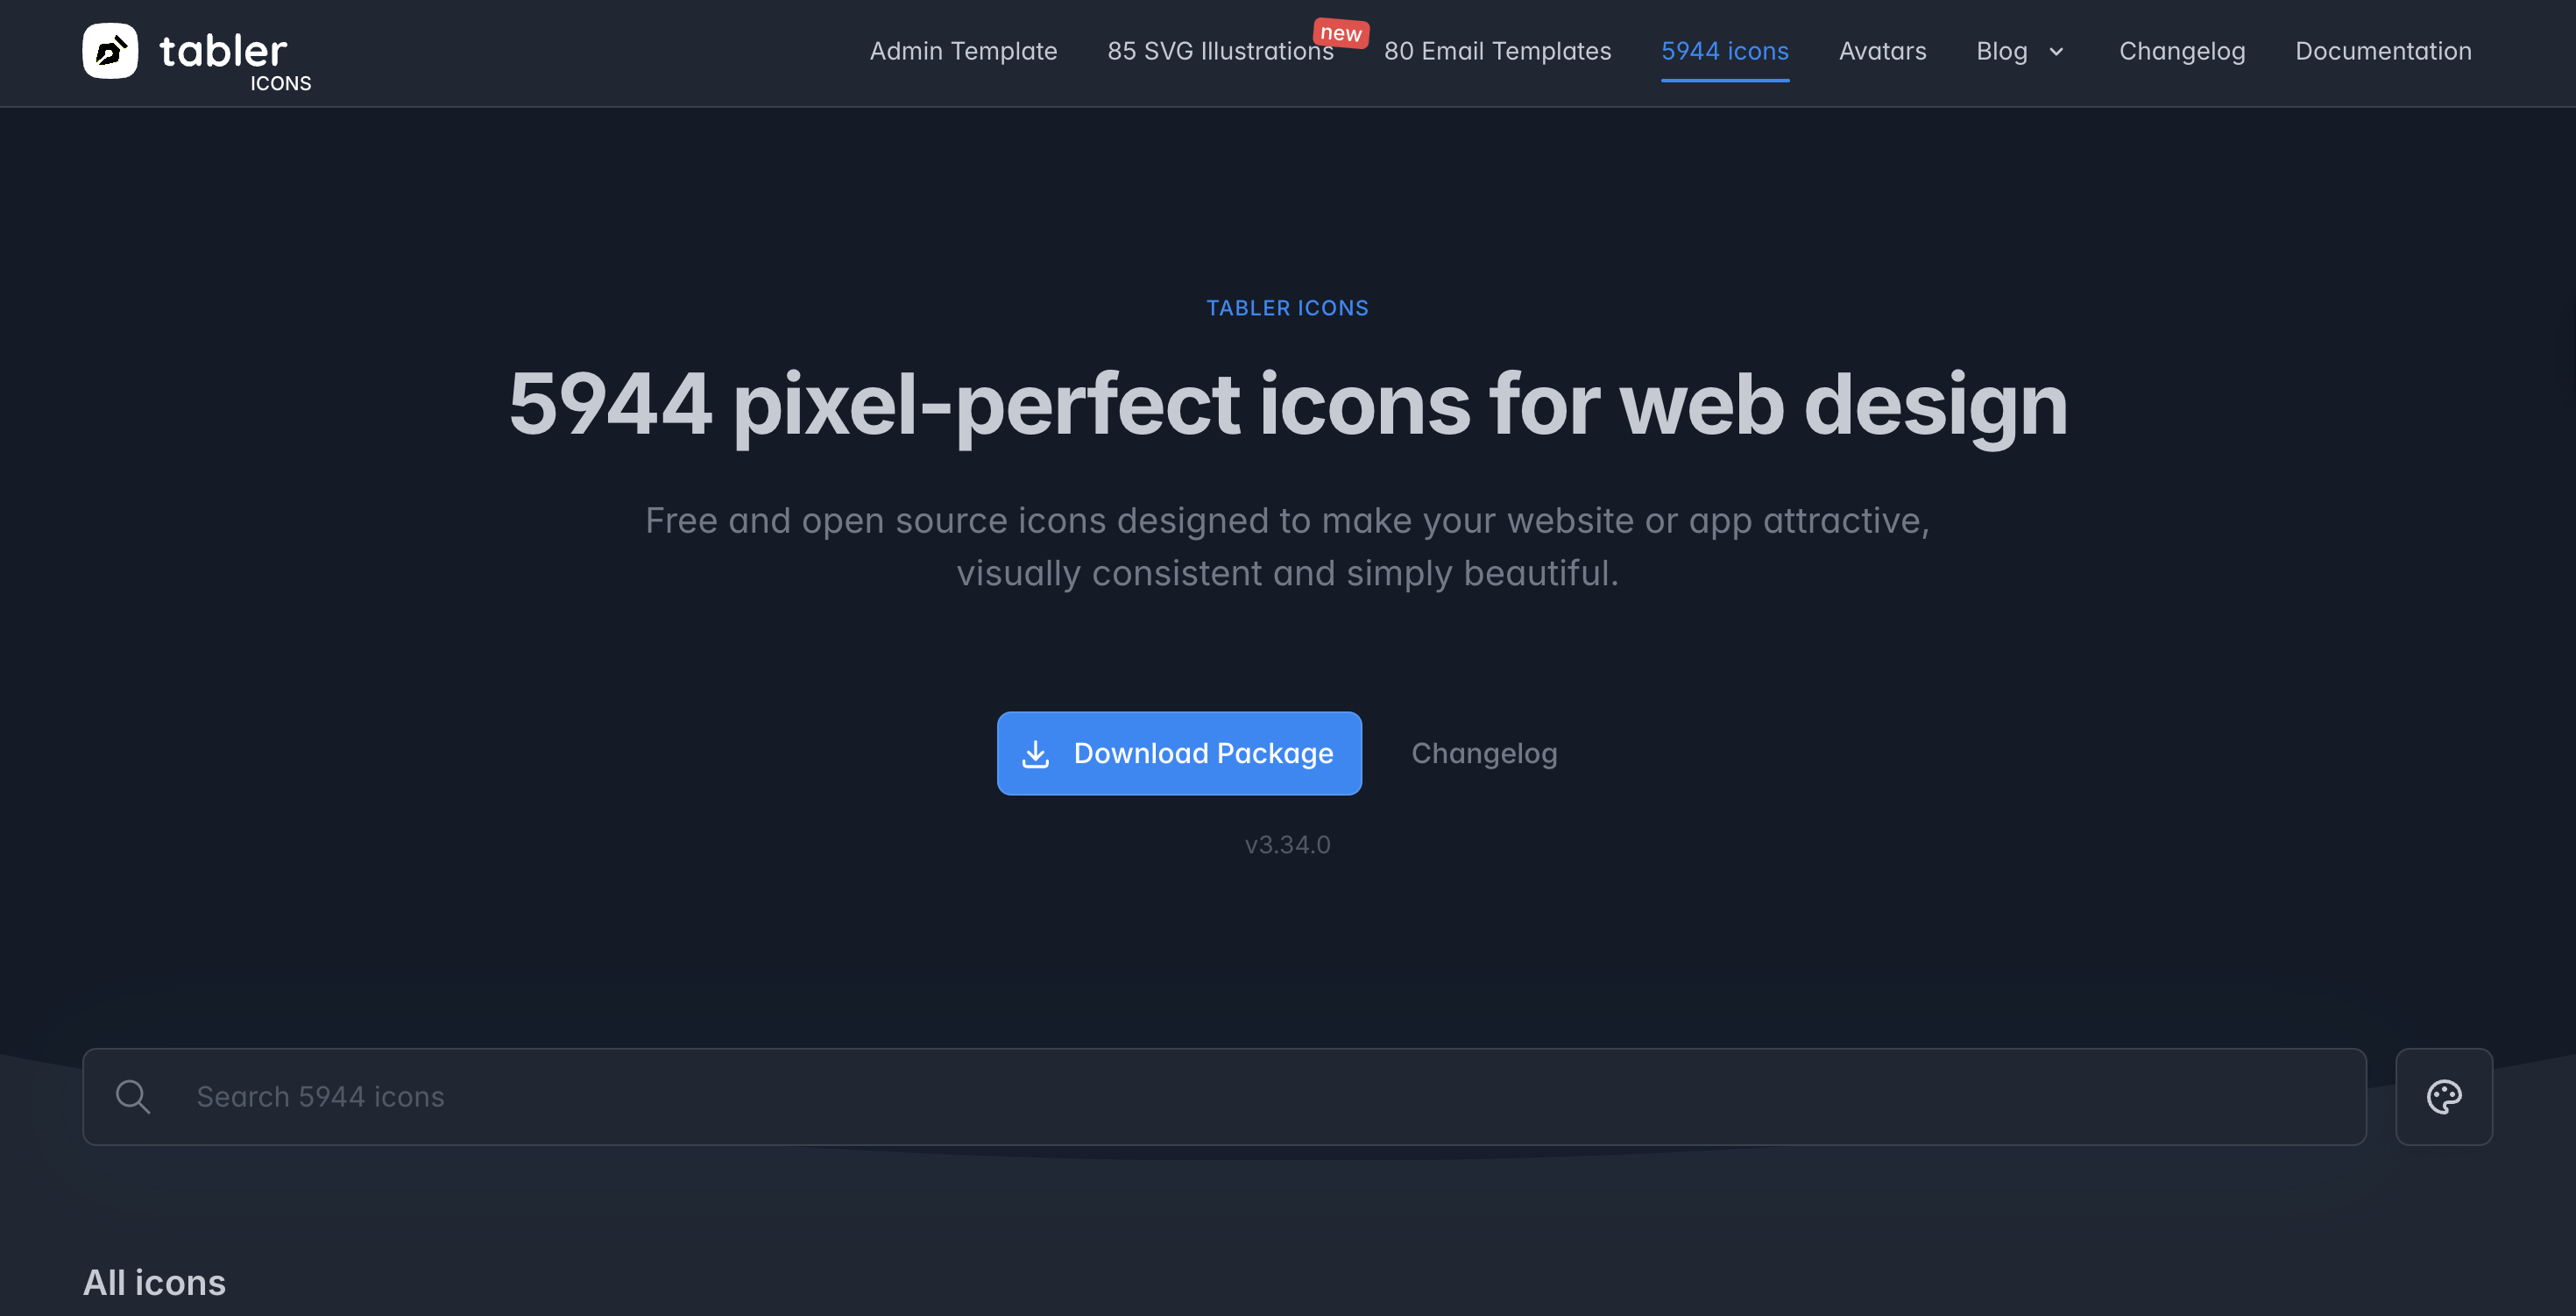 tabler
ICONS
Admin Template
85 SVG Illustrations
new
80 Email Templates
5944 icons
Avatars
Blog
Changelog
Documentation
TABLER ICONS
5944 pixel-perfect icons for web design
Free and open source icons designed to make your website or app attractive,
visually consistent and simply beautiful.
Download Package
Changelog
v3.34.0
Search 5944 icons
All icons